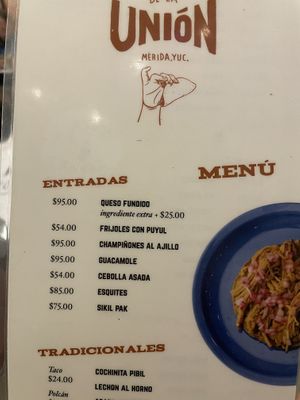 DE LA
UNIÓN
MERIDA, YUC.
MENÚ
ENTRADAS
$95.00 QUESO FUNDIDO
ingrediente extra + $25.00
$54.00 FRIJOLES CON PUYUL
$95.00 CHAMPIÑONES AL AJILLO
$95.00 GUACAMOLE
$54.00 CEBOLLA ASADA
$85.00 ESQUITES
$75.00 SIKIL PAK
TRADICIONALES
Taco COCHINITA PIBIL
$24.00
LECHON AL HORNO
Polcán